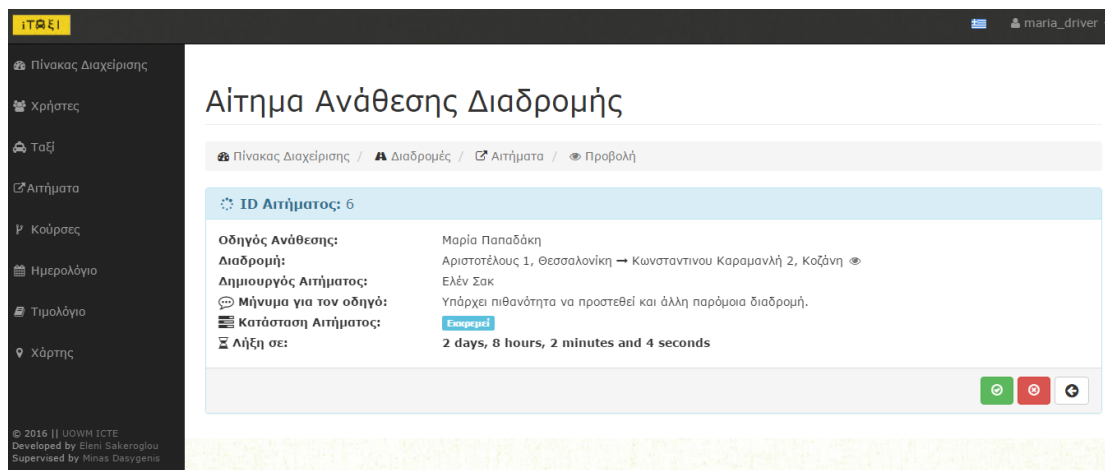 iTAξI
maria_driver
Πίνακας Διαχείρισης
Χρήστες
Ταξί
Αιτήματα
Κούρσες
Ημερολόγιο
Τιμολόγιο
Χάρτης
© 2016 || UOWM ICTE
Developed by Eleni Sakeroglou
Supervised by Minas Dasygenis
Αίτημα Ανάθεσης Διαδρομής
Πίνακας Διαχείρισης / Διαδρομές / Αιτήματα / Προβολή
ID Αιτήματος: 6
Οδηγός Ανάθεσης: Μαρία Παπαδάκη
Διαδρομή: Αριστοτέλους 1, Θεσσαλονίκη → Κωνσταντινου Καραμανλή 2, Κοζάνη
Δημιουργός Αιτήματος: Ελέν Σακ
Μήνυμα για τον οδηγό: Υπάρχει πιθανότητα να προστεθεί και άλλη παρόμοια διαδρομή.
Κατάσταση Αιτήματος: Εκκρεμεί
Λήξη σε: 2 days, 8 hours, 2 minutes and 4 seconds